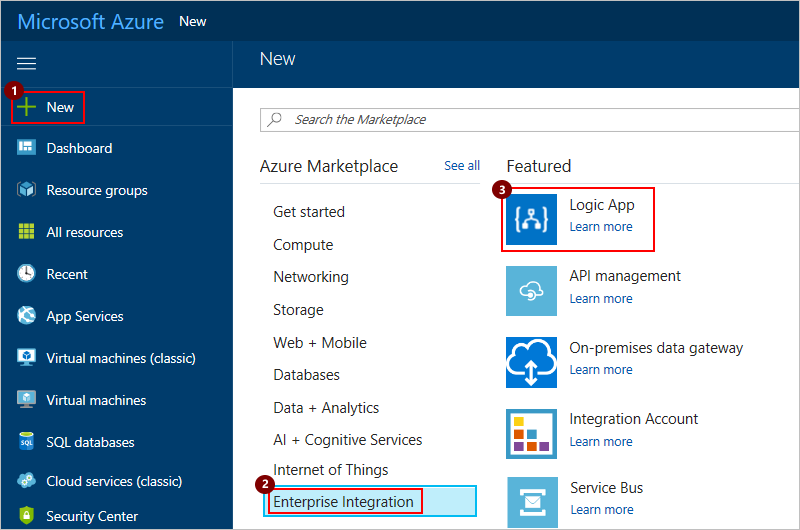 Microsoft Azure New
New
1
New
Search the Marketplace
Dashboard
Resource groups
All resources
Recent
App Services
Virtual machines (classic)
Virtual machines
SQL
SQL databases
Cloud services (classic)
Security Center
Azure Marketplace See all
Get started
Compute
Networking
Storage
Web + Mobile
Databases
Data + Analytics
AI + Cognitive Services
Internet of Things
2
Enterprise Integration
Featured
3
Logic App
Learn more
API management
Learn more
On-premises data gateway
Learn more
Integration Account
Learn more
Service Bus
Learn more